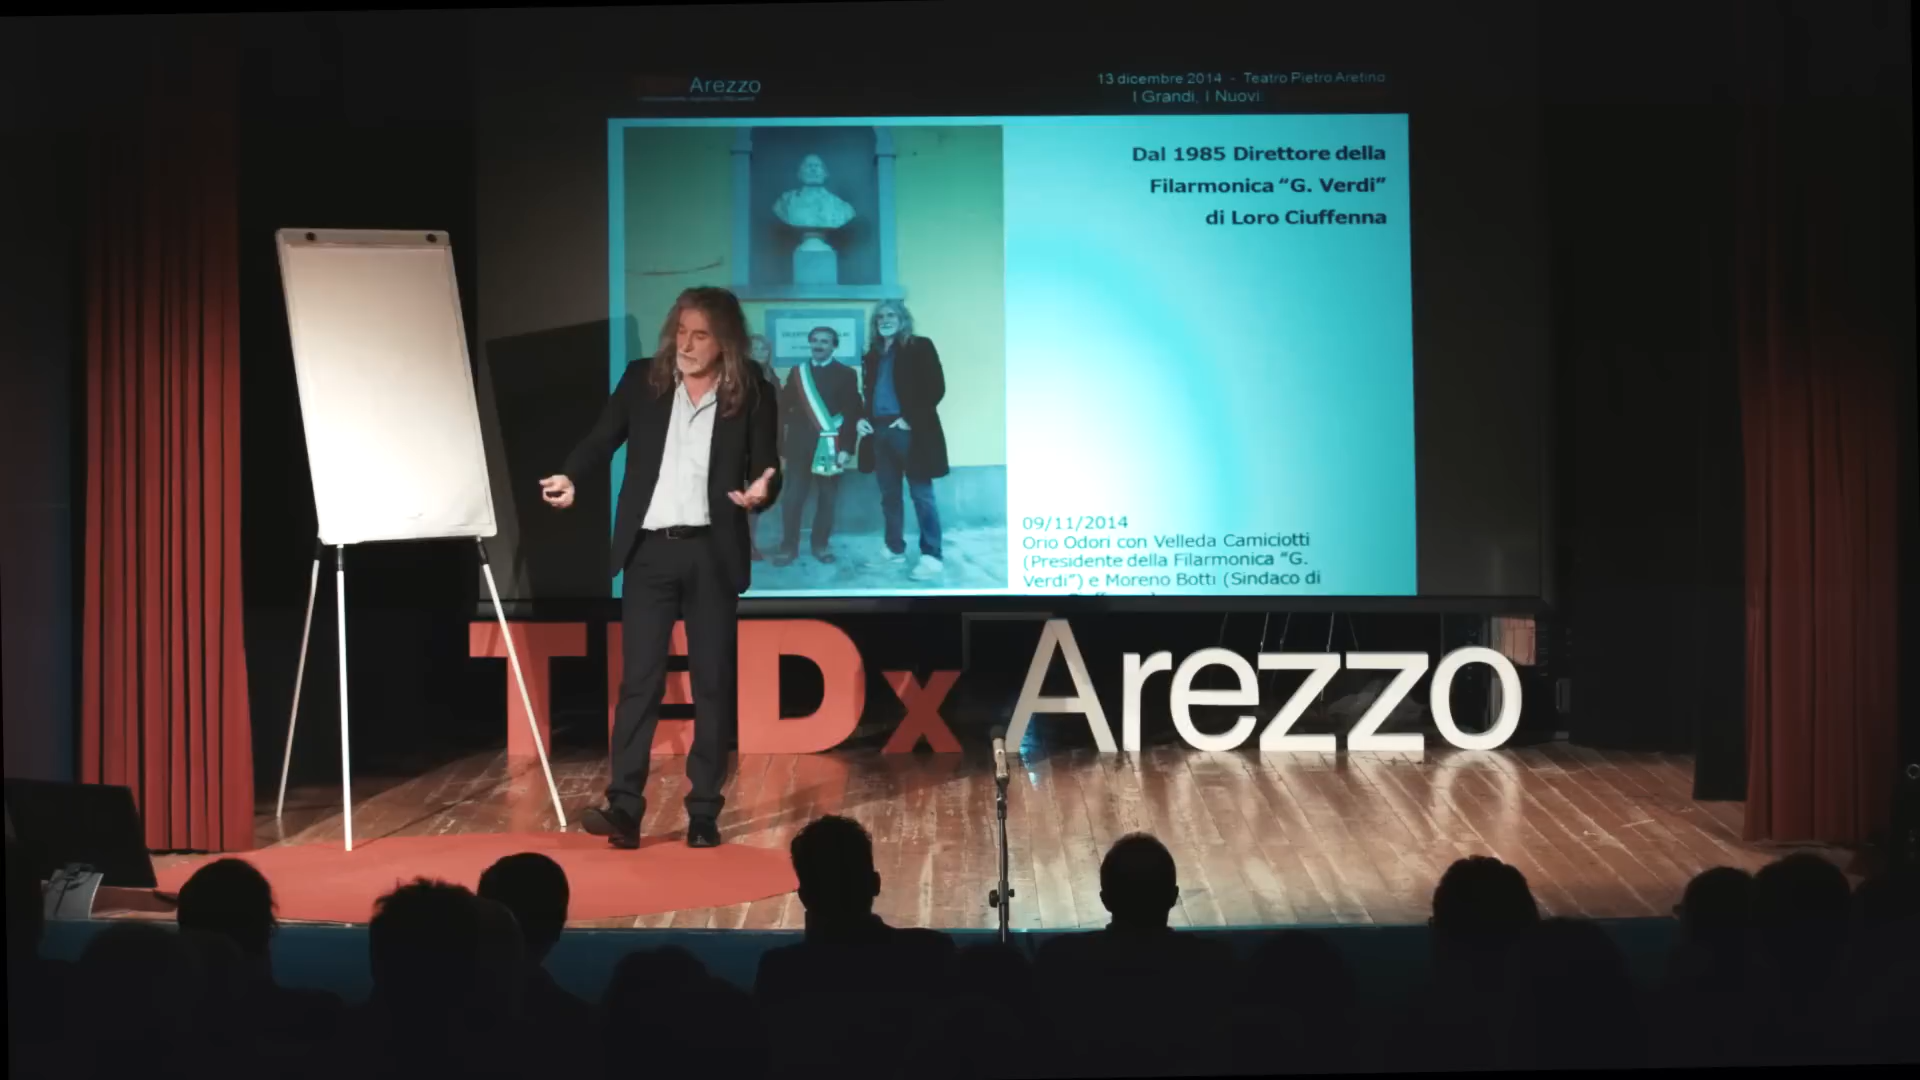 Arezzo
13 dicembre 2014 - Teatro Pietro Aretino
I Grandi, I Nuovi
Dal 1985 Direttore della
Filarmonica “G. Verdi”
di Loro Ciuffenna
09/11/2014
Orio Odori con Velleda Camiciotti
(Presidente della Filarmonica “G.
Verdi”) e Moreno Botti (Sindaco di
TEDx Arezzo